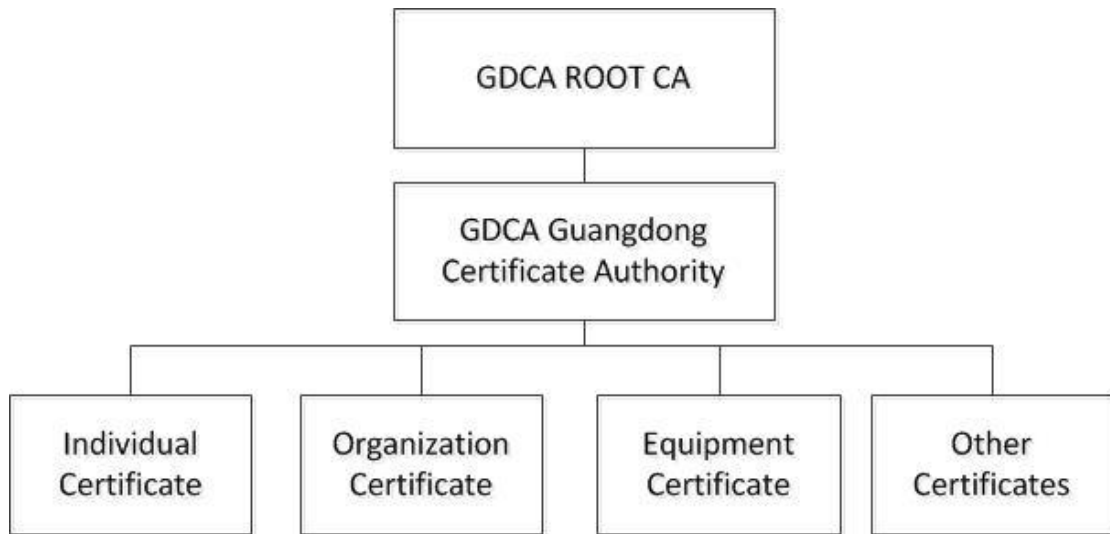 GDCA ROOT CA
GDCA Guangdong
Certificate Authority
Individual
Certificate
Organization
Certificate
Equipment
Certificate
Other
Certificates